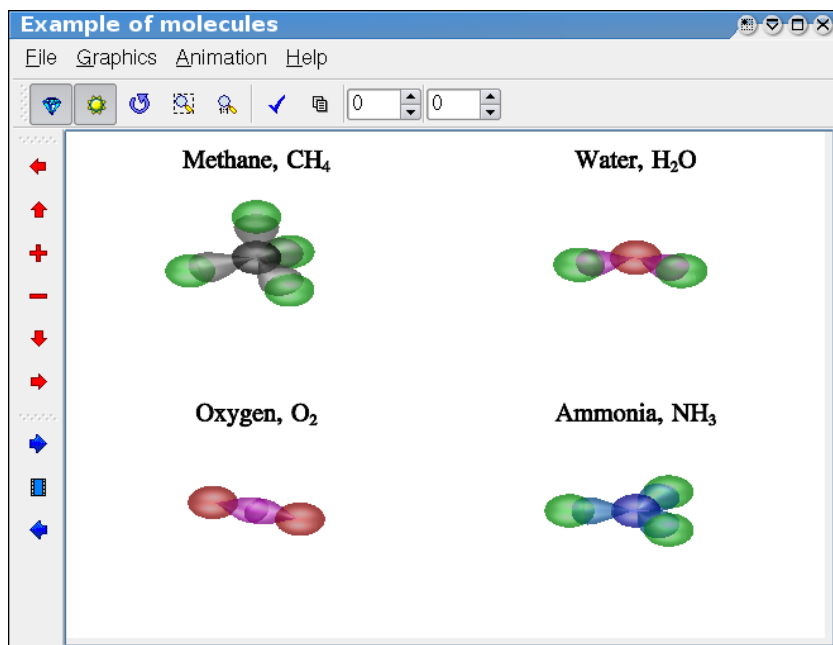 Example of molecules
File Graphics Animation Help
0 0
Methane, CH₄
Water, H₂O
Oxygen, O₂
Ammonia, NH₃